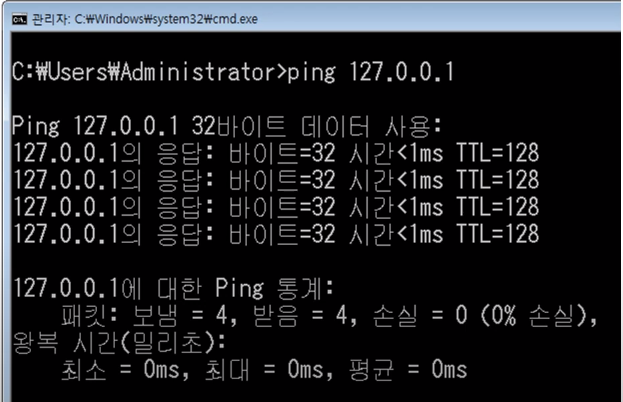 관리자: C:₩Windows₩system32₩cmd.exe
C:₩Users₩Administrator>ping 127.0.0.1
Ping 127.0.0.1 32바이트 데이터 사용:
127.0.0.1의 응답: 바이트=32 시간<1ms TTL=128
127.0.0.1의 응답: 바이트=32 시간<1ms TTL=128
127.0.0.1의 응답: 바이트=32 시간<1ms TTL=128
127.0.0.1의 응답: 바이트=32 시간<1ms TTL=128
127.0.0.1에 대한 Ping 통계:
패킷: 보냄 = 4, 받음 = 4, 손실 = 0 (0% 손실),
왕복 시간(밀리초):
최소 = 0ms, 최대 = 0ms, 평균 = 0ms